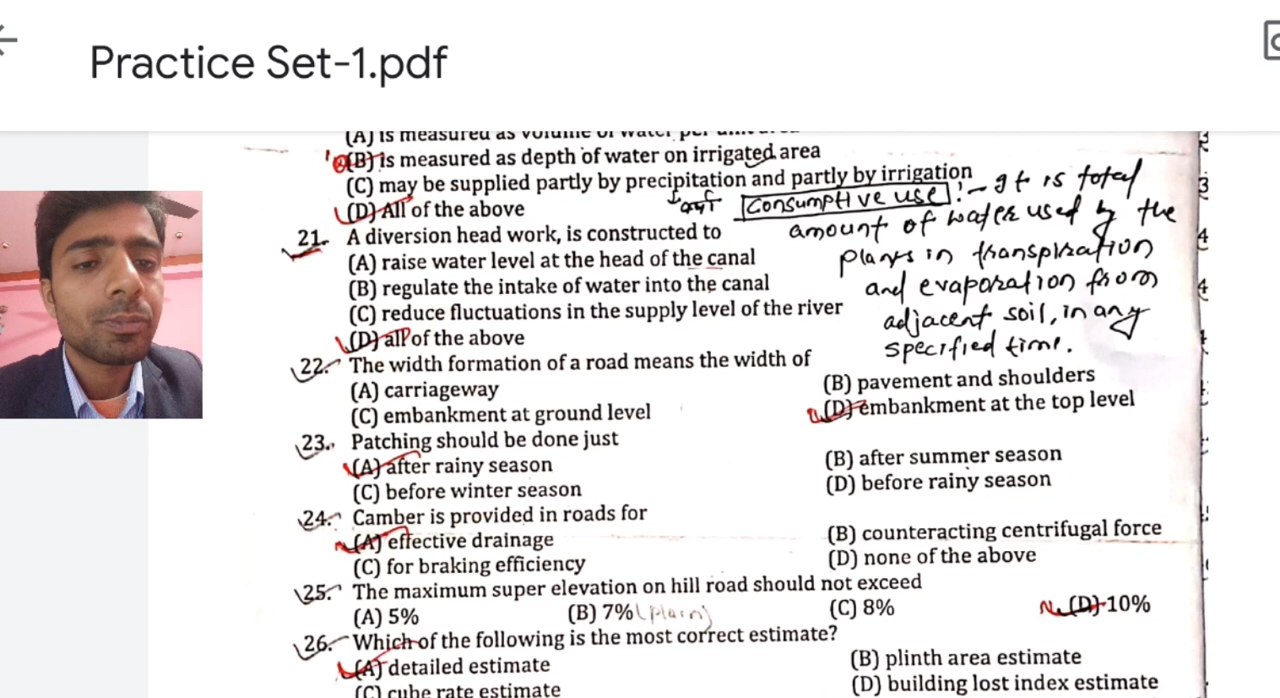 Practice Set-1.pdf
(A) is measured as volume of water per
(B) is measured as depth of water on irrigated area
(C) may be supplied partly by precipitation and partly by irrigation
(D) All of the above
Consumptive use :- It is total
amount of water used by the
plants in transpiration
and evaporation from
adjacent soil, in any
specified time.
21. A diversion head work, is constructed to
(A) raise water level at the head of the canal
(B) regulate the intake of water into the canal
(C) reduce fluctuations in the supply level of the river
(D) all of the above
22. The width formation of a road means the width of
(A) carriageway (B) pavement and shoulders
(C) embankment at ground level (D) embankment at the top level
23. Patching should be done just
(A) after rainy season (B) after summer season
(C) before winter season (D) before rainy season
24. Camber is provided in roads for
(A) effective drainage (B) counteracting centrifugal force
(C) for braking efficiency (D) none of the above
25. The maximum super elevation on hill road should not exceed
(A) 5% (B) 7% (Plain) (C) 8% (D) 10%
26. Which of the following is the most correct estimate?
(A) detailed estimate (B) plinth area estimate
(C) cube rate estimate (D) building lost index estimate